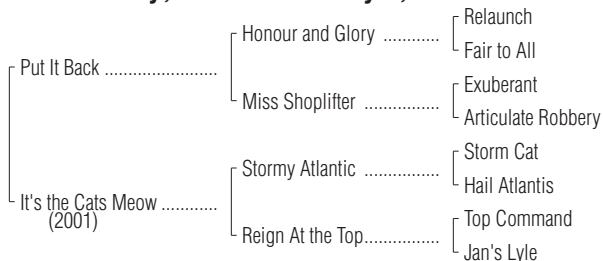 Relaunch
Honour and Glory ............
Fair to All
Put It Back ........................
Exuberant
Miss Shoplifter ................
Articulate Robbery
Storm Cat
Stormy Atlantic ................
Hail Atlantis
It's the Cats Meow ............
(2001)
Top Command
Reign At the Top................
Jan's Lyle